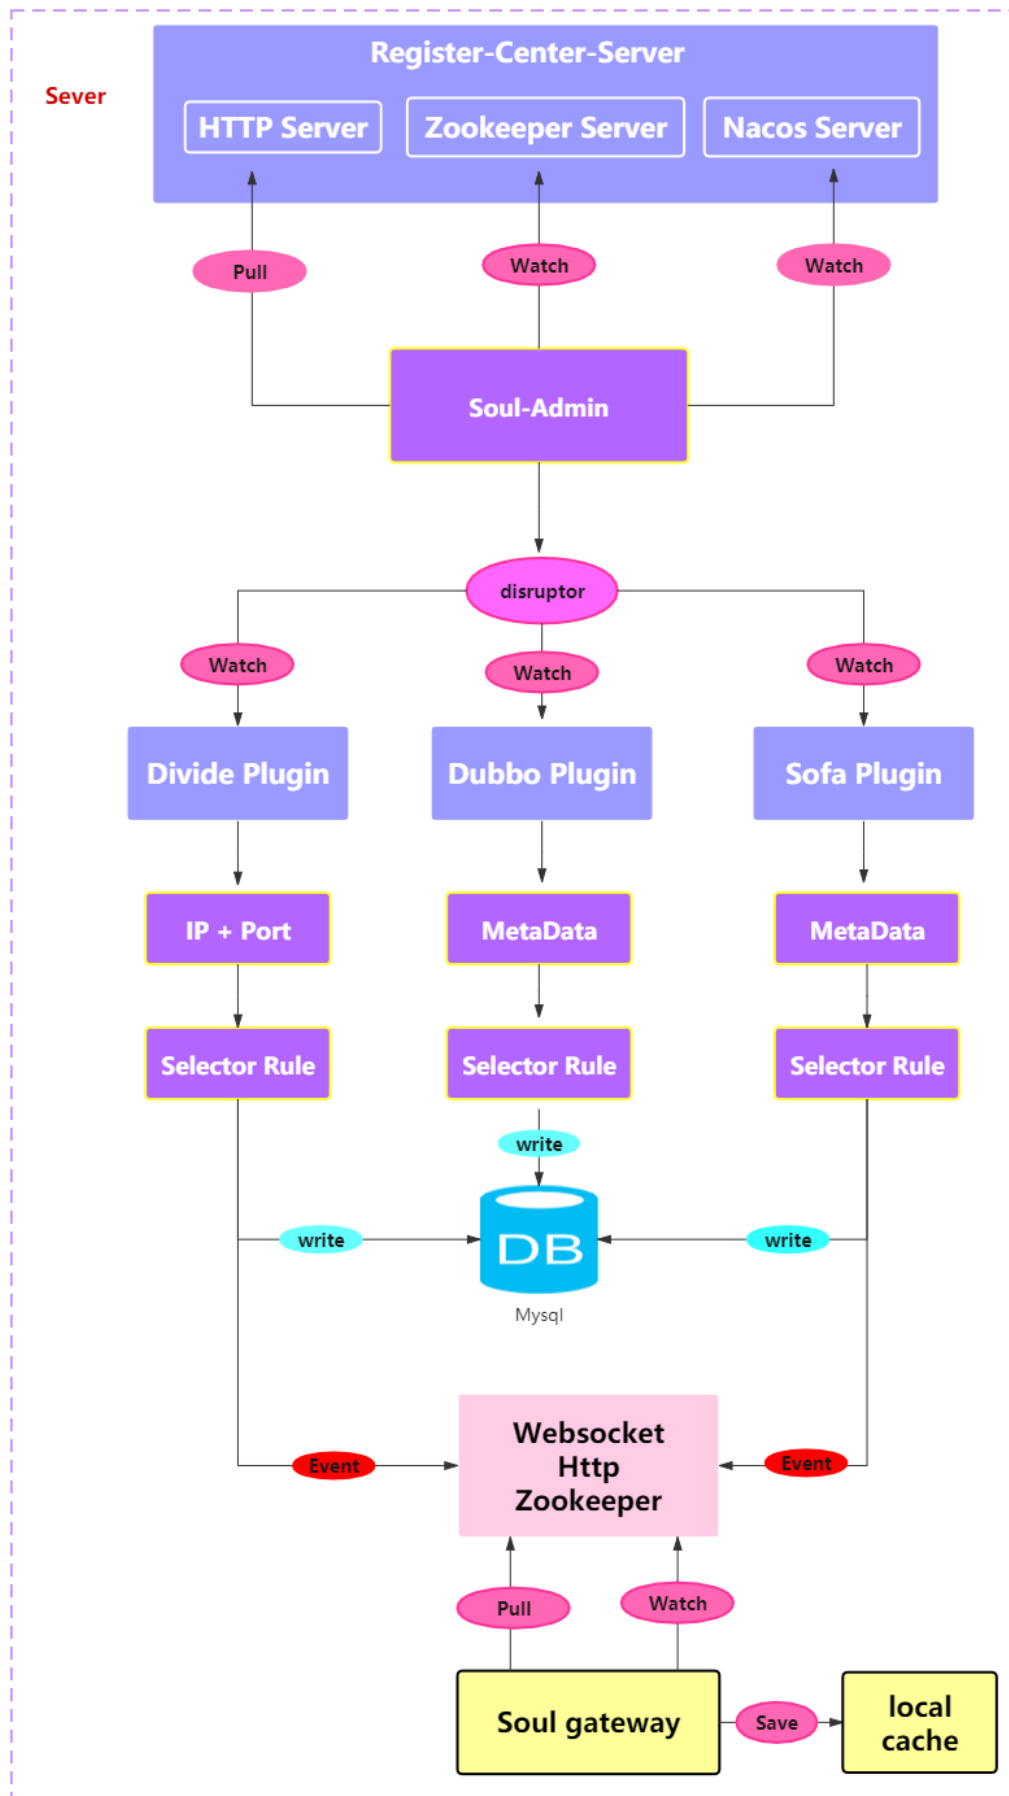 Register-Center-Server
Sever
HTTP Server
Zookeeper Server
Nacos Server
Pull
Watch
Watch
Soul-Admin
disruptor
Watch
Watch
Watch
Divide Plugin
Dubbo Plugin
Sofa Plugin
IP + Port
MetaData
MetaData
Selector Rule
Selector Rule
Selector Rule
write
write
write
DB
Mysql
Websocket
Http
Zookeeper
Event
Event
Pull
Watch
Soul gateway
Save
local
cache